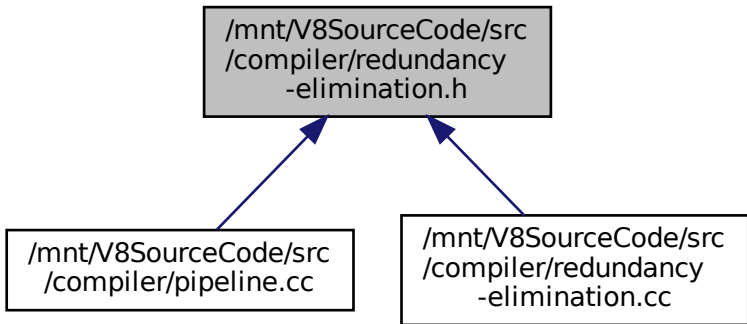 /mnt/V8SourceCode/src
/compiler/redundancy
-elimination.h
/mnt/V8SourceCode/src
/compiler/pipeline.cc
/mnt/V8SourceCode/src
/compiler/redundancy
-elimination.cc